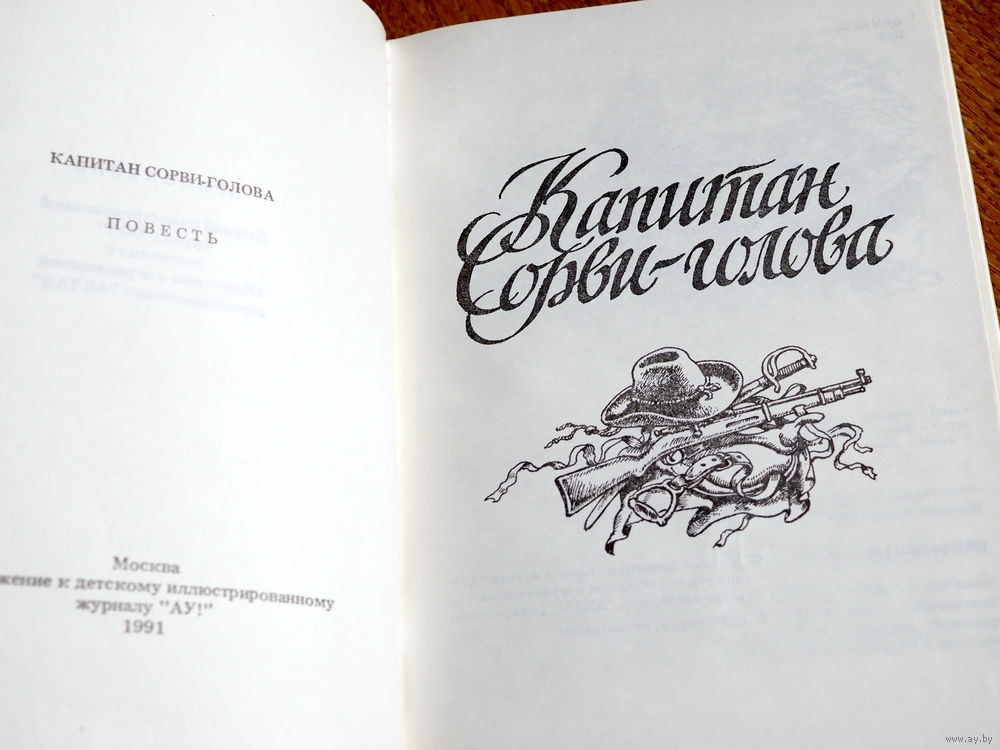 КАПИТАН СОРВИ-ГОЛОВА
ПОВЕСТЬ
Москва
жение к детскому иллюстрированному
журналу "АУ!"
1991
Капитан
Сорви-голова
www.ay.by